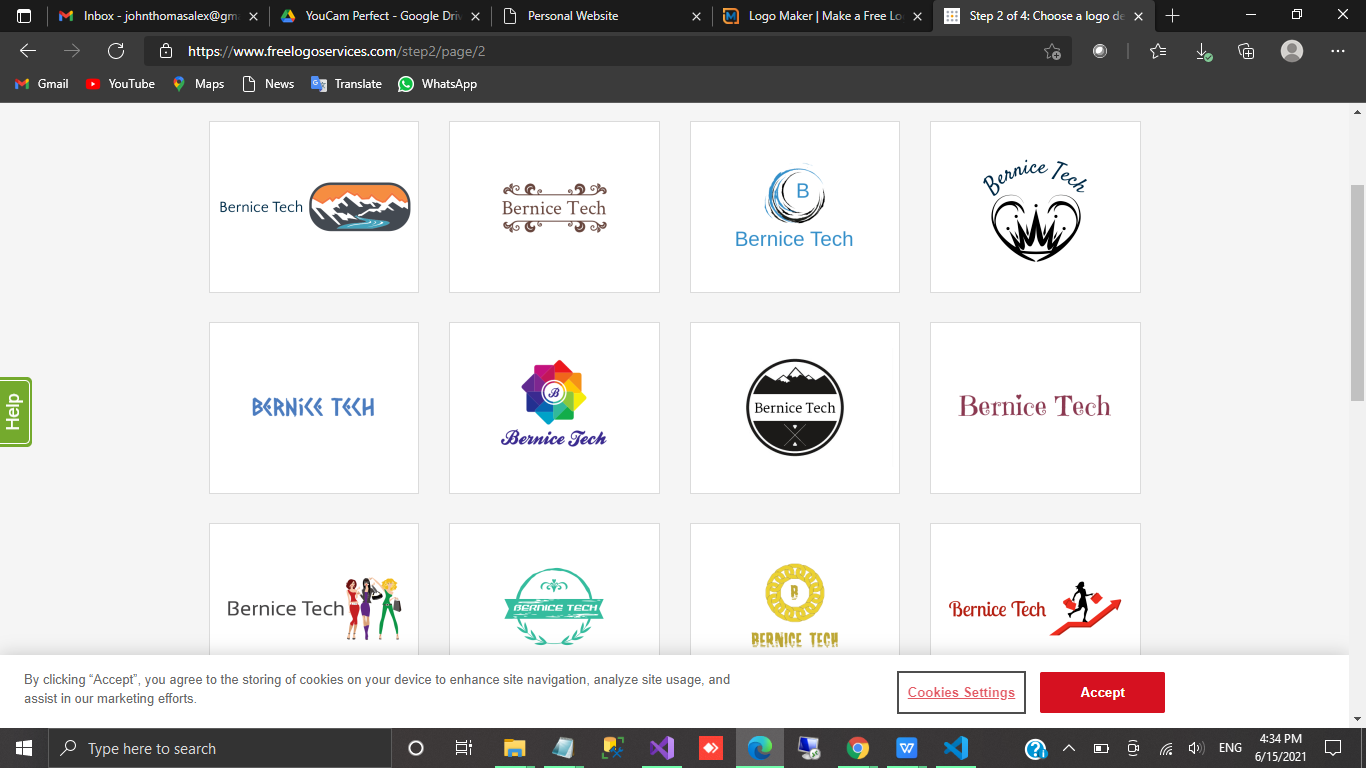 Inbox - johnthomasalex@gm
YouCam Perfect - Google Driv
Personal Website
Logo Maker | Make a Free Lo
Step 2 of 4: Choose a logo de
https://www.freelogoservices.com/step2/page/2
Gmail
YouTube
Maps
News
Translate
WhatsApp
Bernice Tech
Bernice Tech
B
Bernice Tech
Bernice Tech
BERNICE TECH
B
Bernice Tech
Bernice Tech
Bernice Tech
Help
Bernice Tech
BERNICE TECH
B
BERNICE TECH
Bernice Tech
By clicking “Accept”, you agree to the storing of cookies on your device to enhance site navigation, analyze site usage, and
assist in our marketing efforts.
Cookies Settings
Accept
Type here to search
ENG
4:34 PM
6/15/2021